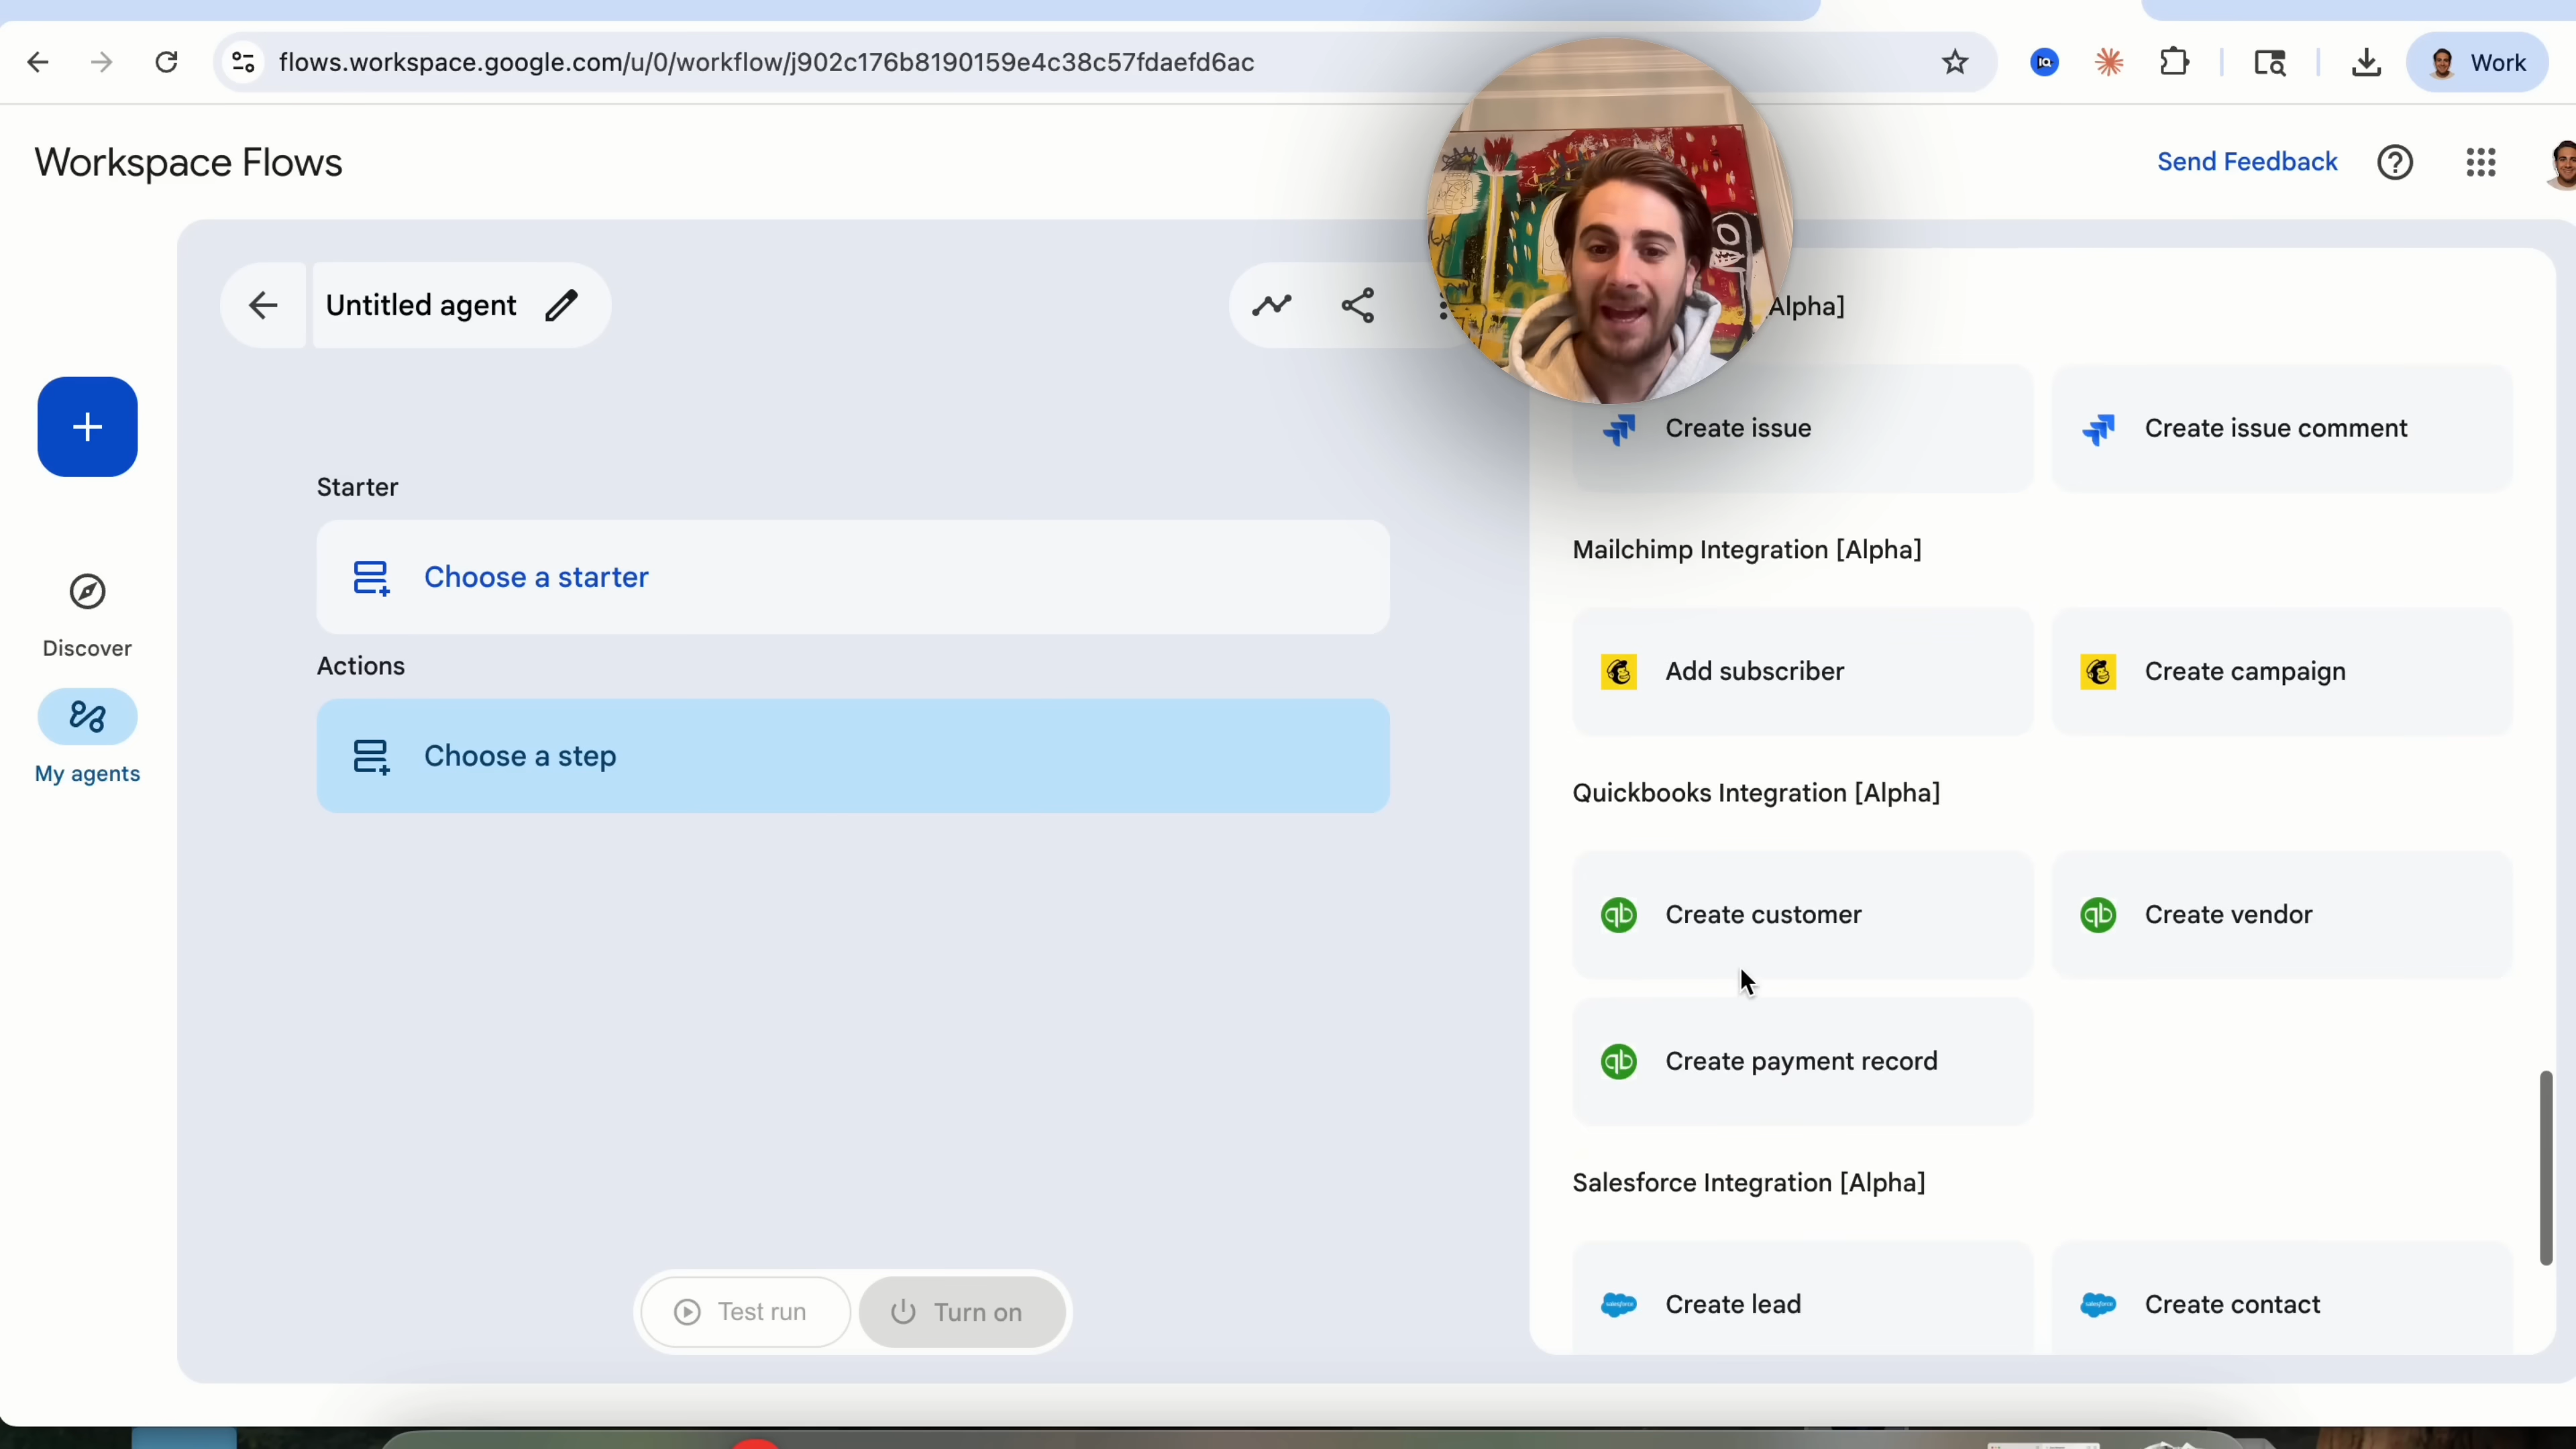 flows.workspace.google.com/u/0/workflow/j902c176b8190159e4c38c57fdaefd6ac
Work
Workspace Flows
Send Feedback
Untitled agent
Alpha]
Create issue
Create issue comment
Starter
Choose a starter
Mailchimp Integration [Alpha]
Discover
Actions
Add subscriber
Create campaign
Choose a step
My agents
Quickbooks Integration [Alpha]
Create customer
Create vendor
Create payment record
Salesforce Integration [Alpha]
Test run
Turn on
Create lead
Create contact